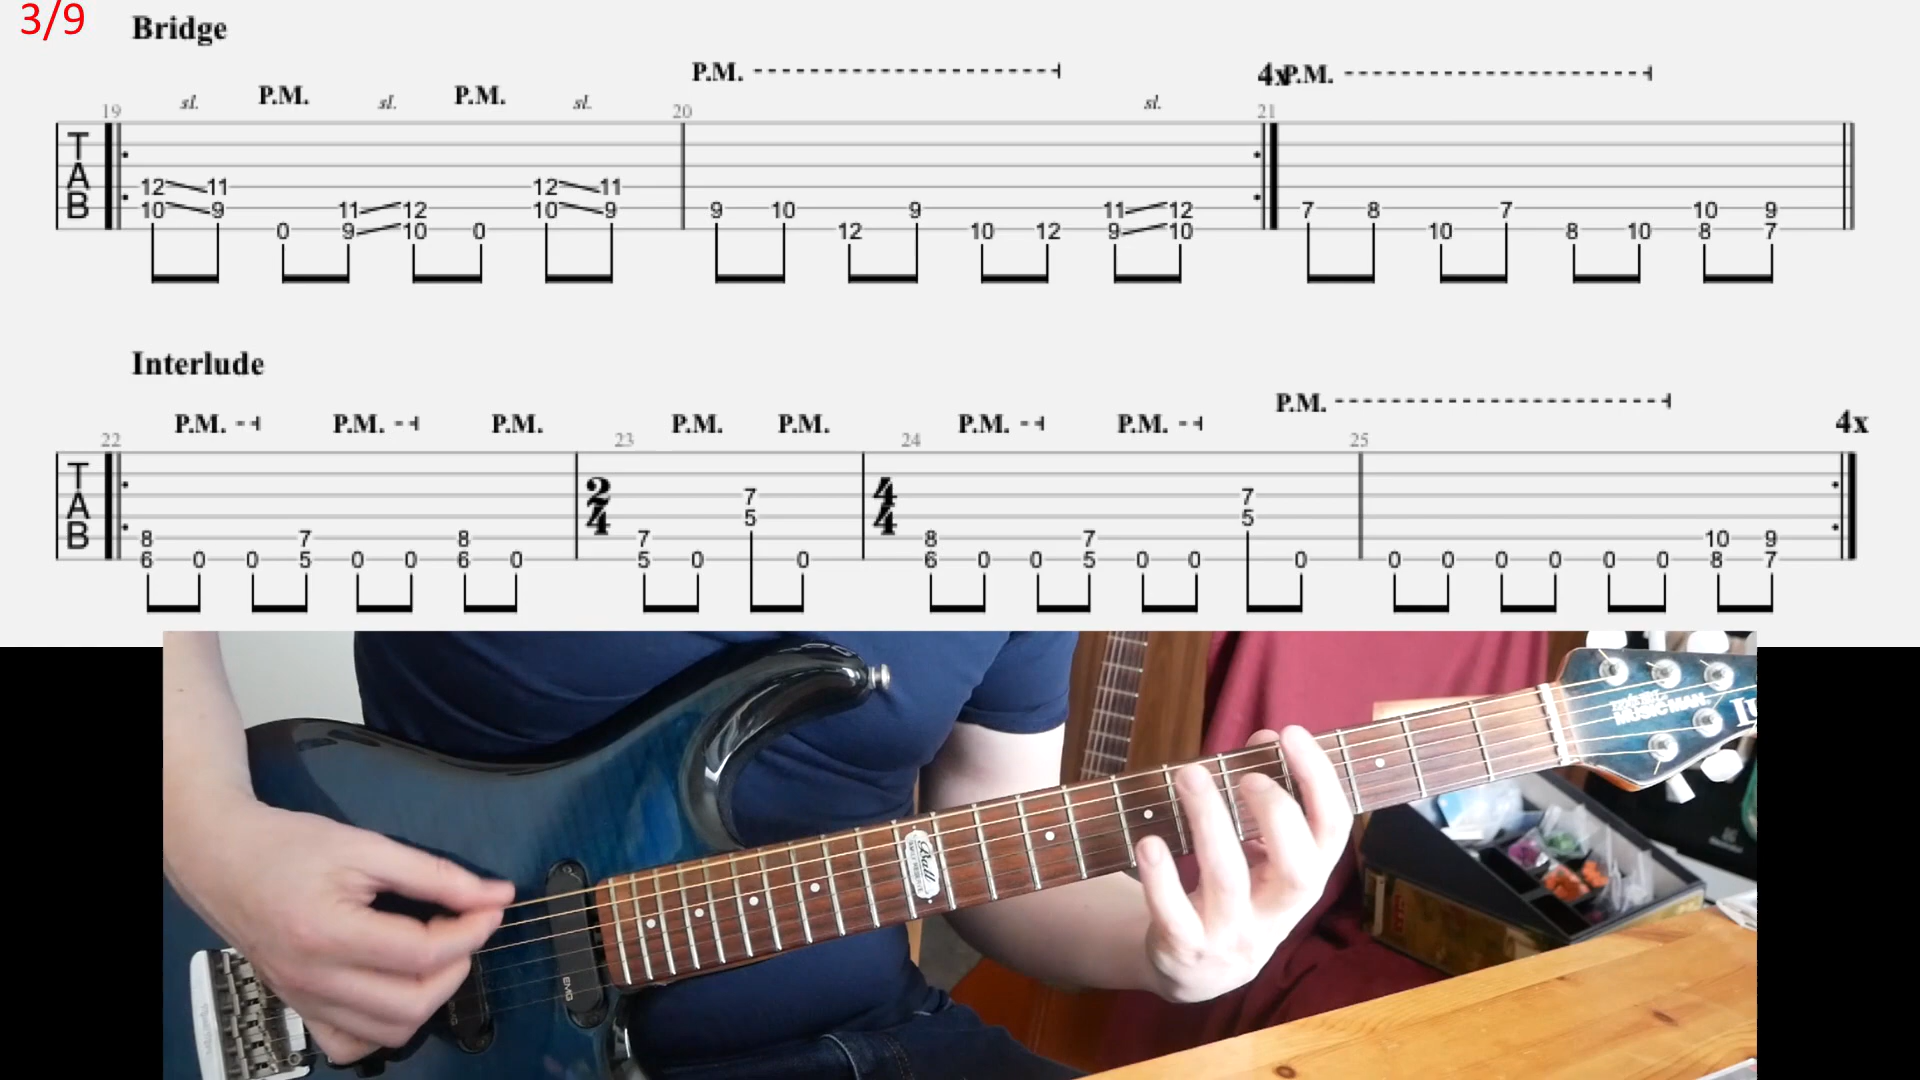 3/9
Bridge
P.M. 4x P.M.
sl. P.M. sl. P.M. sl. sl.
19 20 21
T
A
B
12 11 12 11
10 9 11 12 10 9 9 10 9 11 12 7 8 7 10 9
0 9 10 0 12 10 12 9 10 10 8 10 8 7
Interlude
P.M.
P.M. P.M. P.M. P.M. P.M. P.M. P.M. 4x
22 23 24 25
T
A
B
2
4
4
4
7 7
5 5
8 7 8 7 8 7 10 9
6 0 0 5 0 0 6 0 5 0 0 6 0 0 5 0 0 0 0 0 0 0 0 0 8 7
MUSIC MAN
Ball
EMG